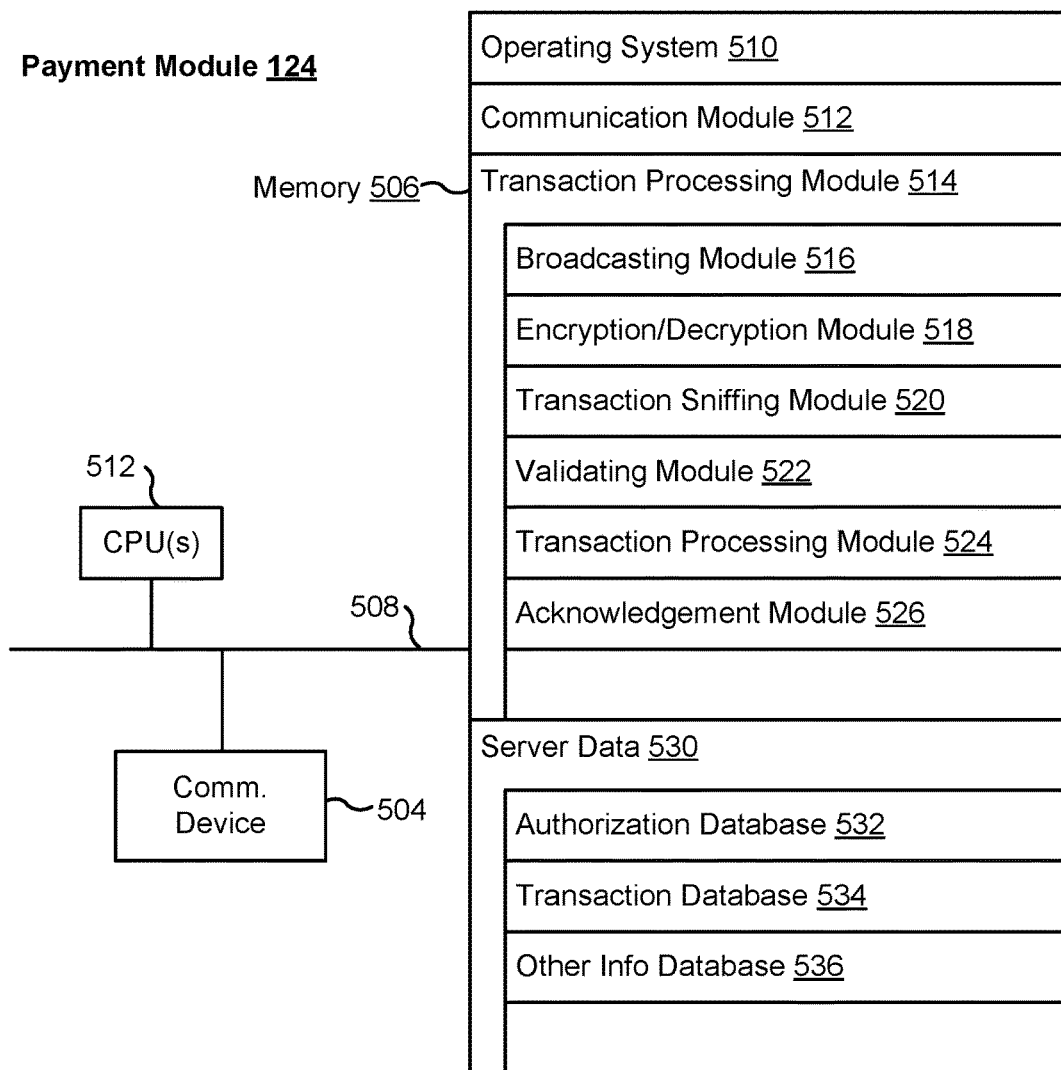 Payment Module 124
Operating System 510
Communication Module 512
Memory 506
Transaction Processing Module 514
Broadcasting Module 516
Encryption/Decryption Module 518
Transaction Sniffing Module 520
Validating Module 522
Transaction Processing Module 524
Acknowledgement Module 526
512
CPU(s)
508
Comm.
Device
504
Server Data 530
Authorization Database 532
Transaction Database 534
Other Info Database 536